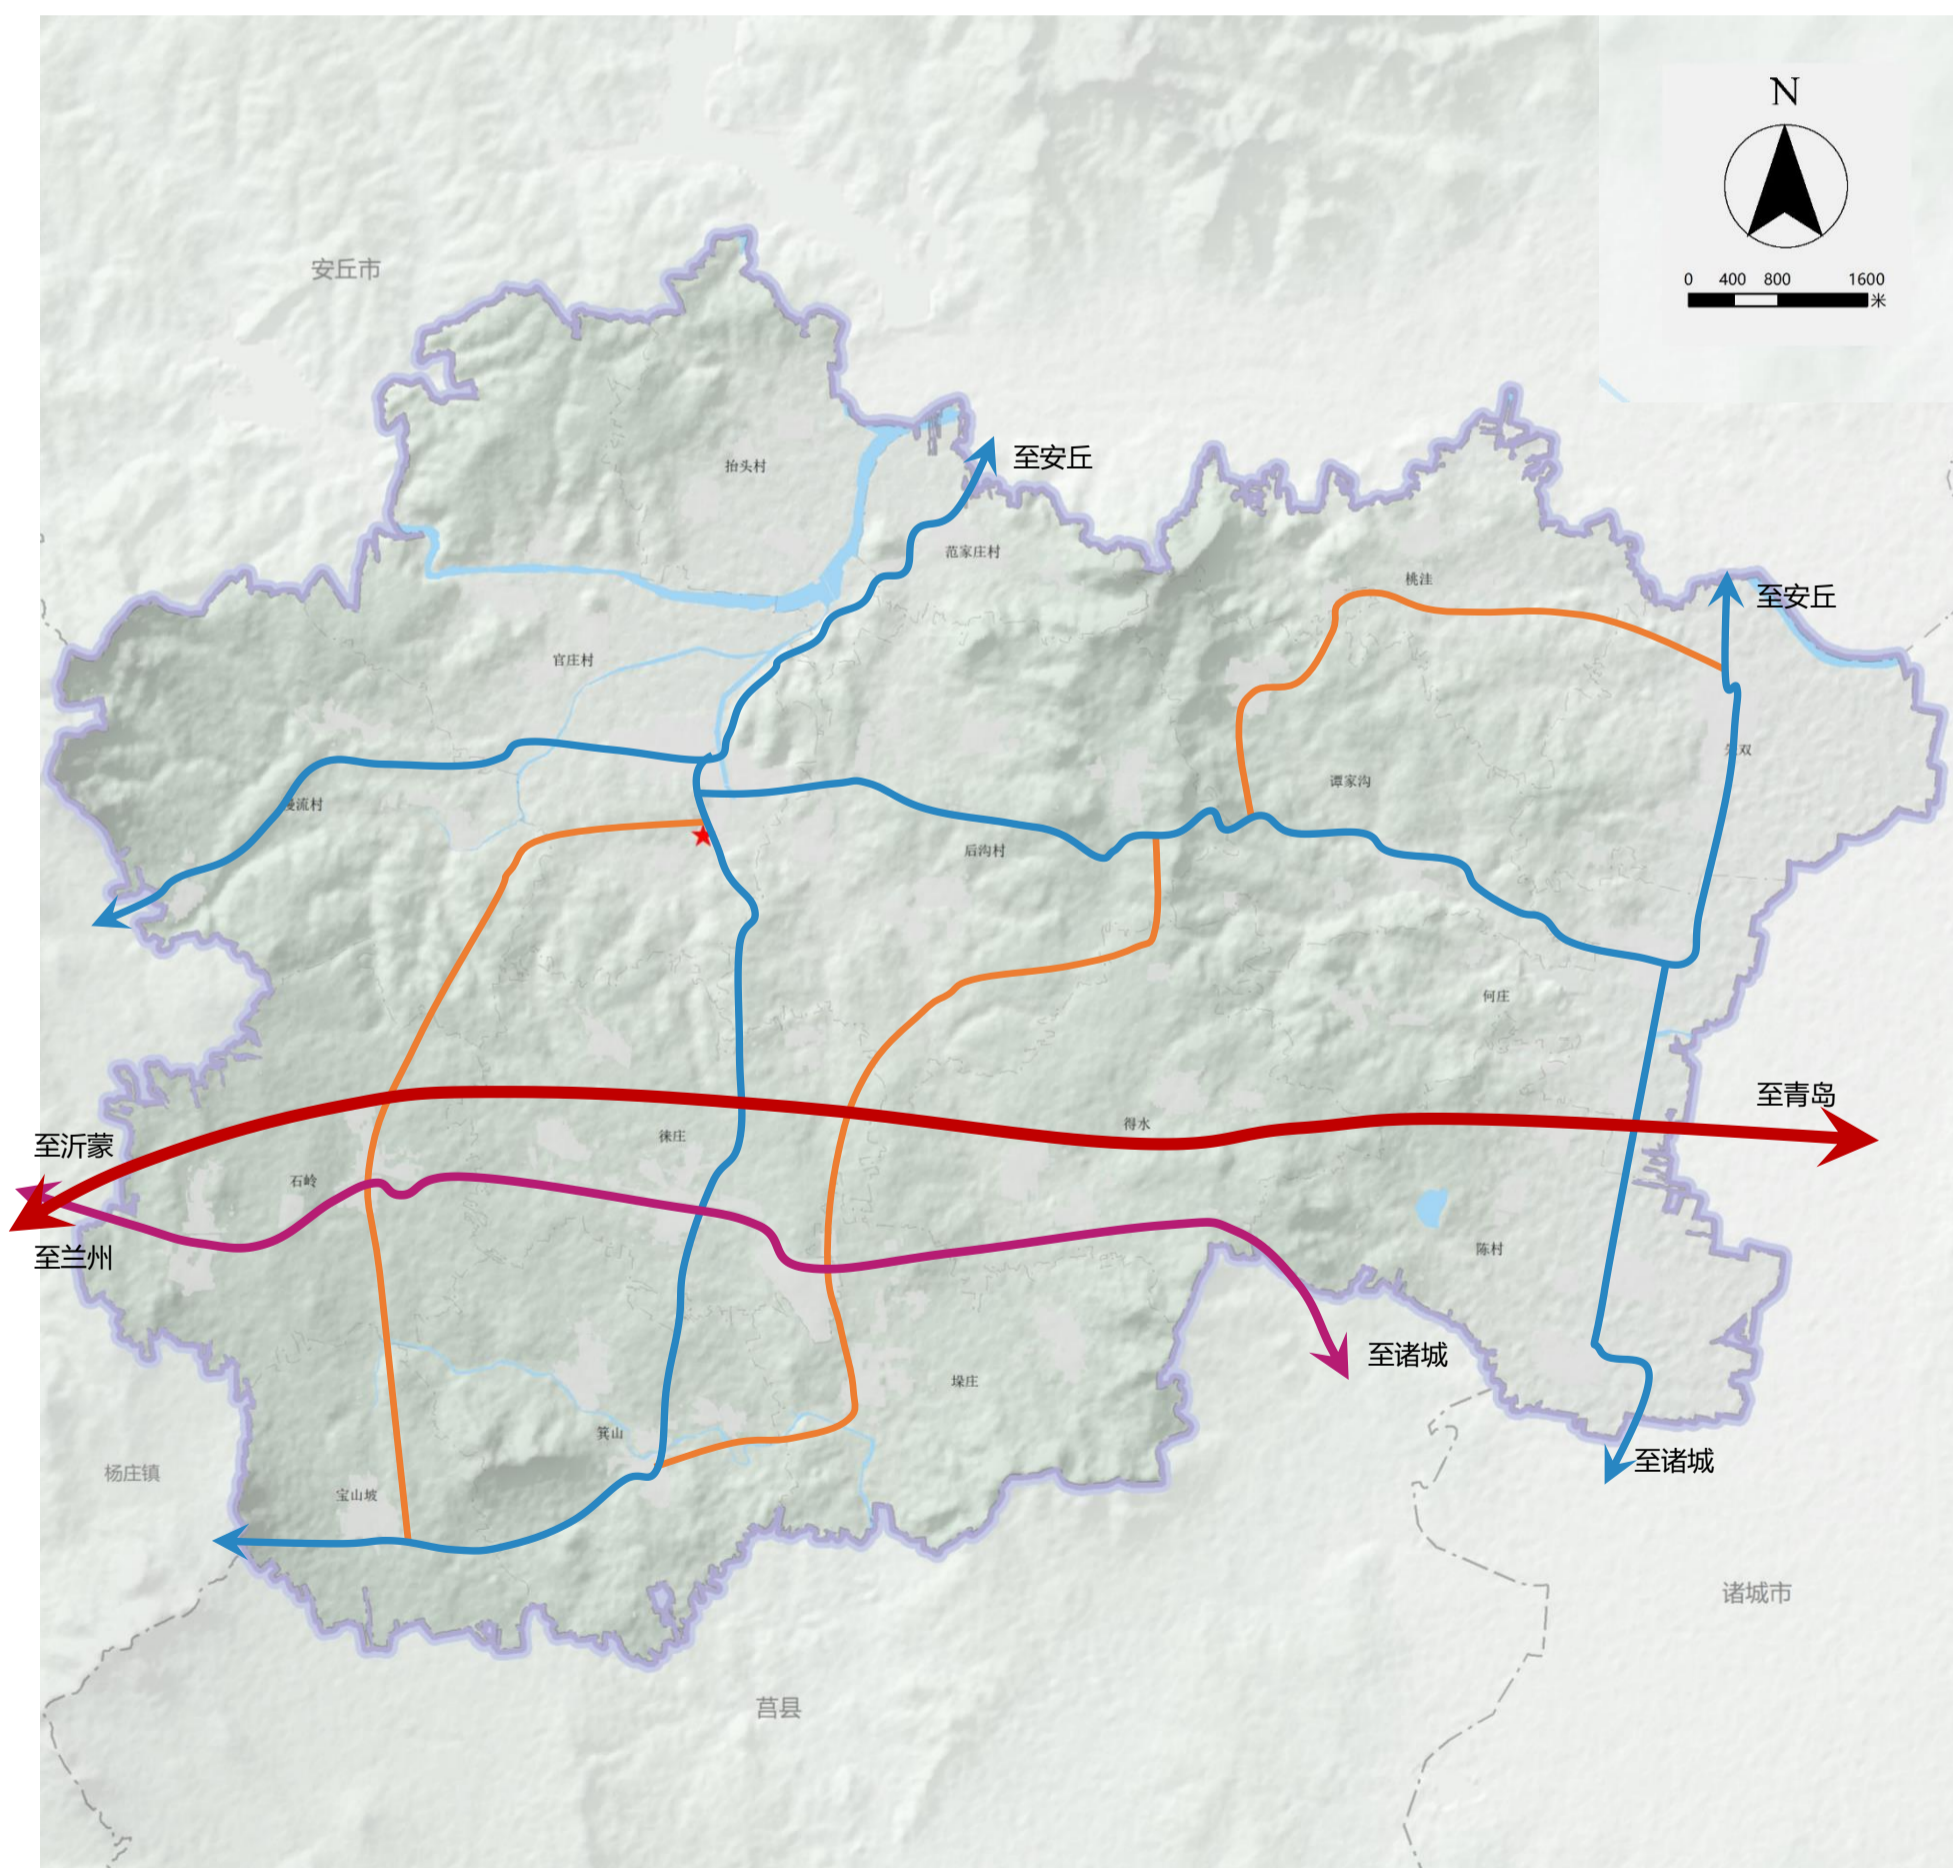 N
0 400 800 1600
米
安丘市
至安丘
抬头村
范家庄村
桃洼
至安丘
官庄村
双
谭家沟
流村
后沟村
何庄
至青岛
得水
徕庄
至沂蒙
石岭
至兰州
陈村
至诸城
垛庄
箕山
至诸城
杨庄镇
宝山坡
诸城市
莒县